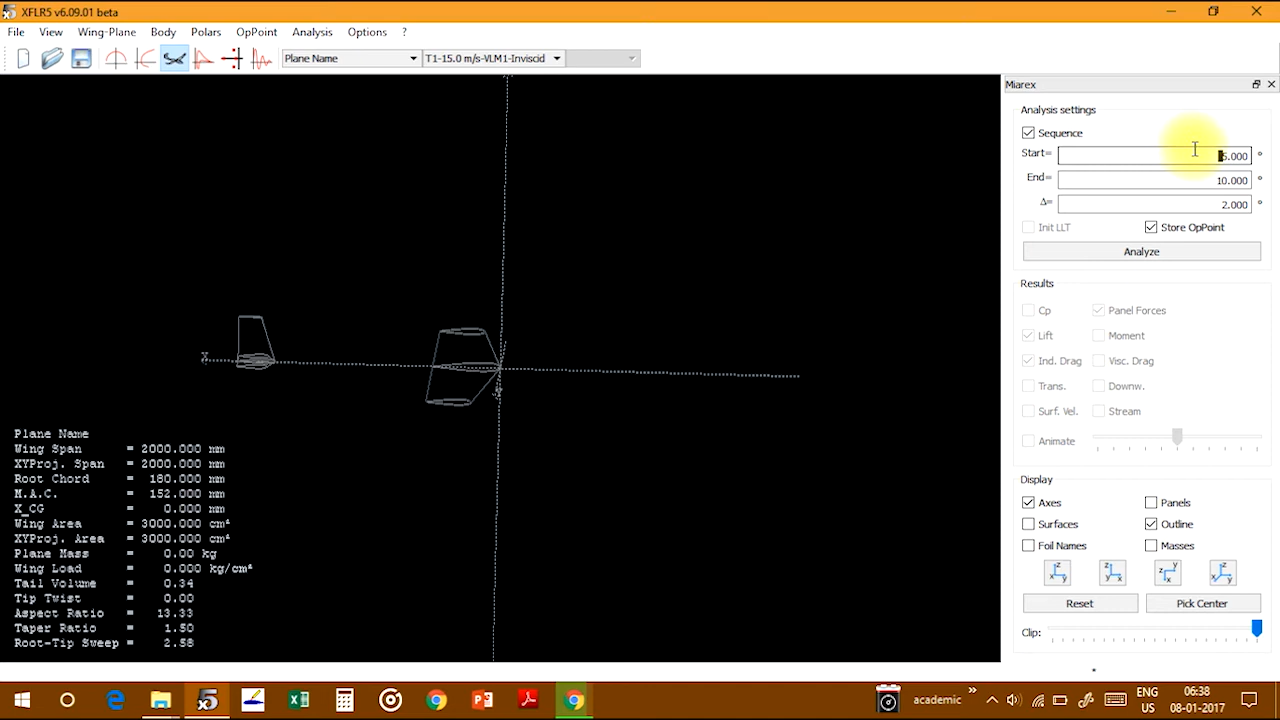 XFLR5 v6.09.01 beta
File View Wing-Plane Body Polars OpPoint Analysis Options ?
Plane Name T1-15.0 m/s-VLM1-Inviscid
Miarex
Analysis settings
Sequence
Start= 5.000 °
End= 10.000 °
Δ= 2.000 °
Init LLT Store OpPoint
Analyze
Results
Cp Panel Forces
Lift Moment
Ind. Drag Visc. Drag
Trans. Downw.
Surf. Vel. Stream
Animate
Display
Axes Panels
Surfaces Outline
Foil Names Masses
Reset Pick Center
Clip:
X
Plane Name
Wing Span = 2000.000 mm
XYProj. Span = 2000.000 mm
Root Chord = 180.000 mm
M.A.C. = 152.000 mm
X_CG = 0.000 mm
Wing Area = 3000.000 cm²
XYProj. Area = 3000.000 cm²
Plane Mass = 0.00 kg
Wing Load = 0.000 kg/cm²
Tail Volume = 0.34
Tip Twist = 0.00
Aspect Ratio = 13.33
Taper Ratio = 1.50
Root-Tip Sweep = 2.58
academic
ENG
US
06:38
08-01-2017